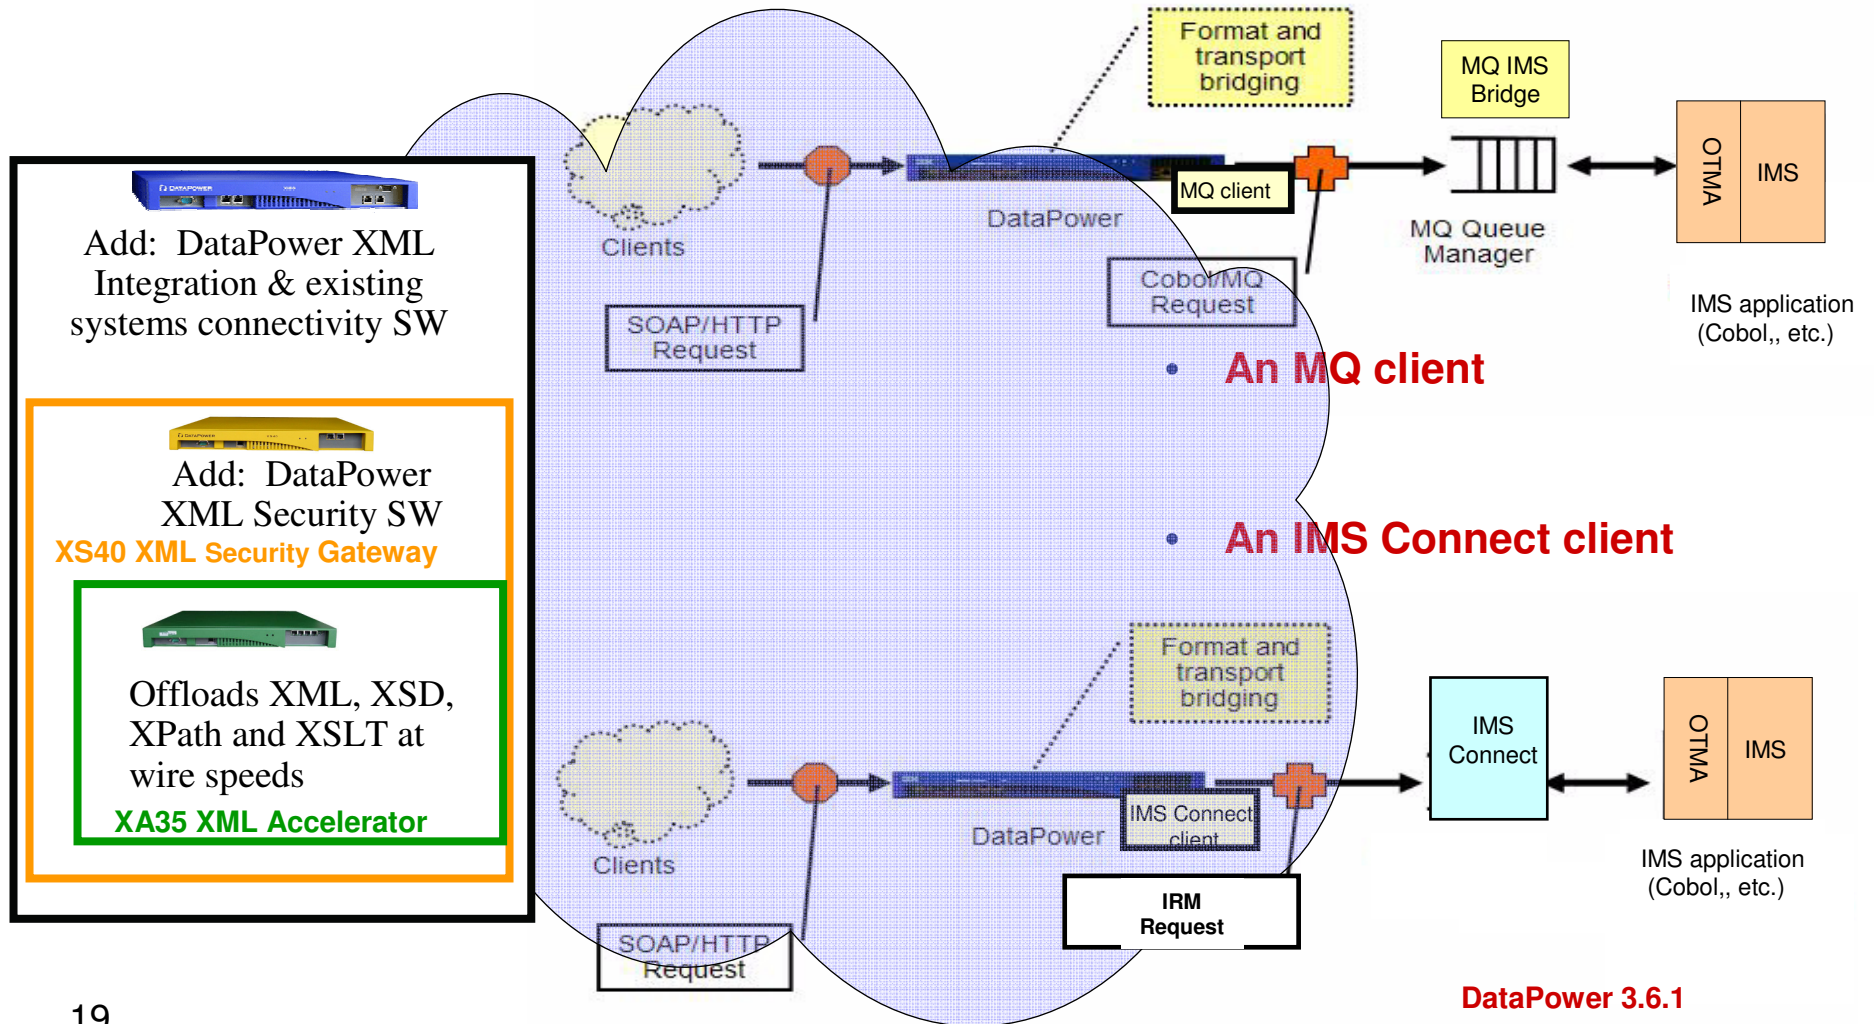 DATAPOWER
Add: DataPower XML
Integration & existing
systems connectivity SW
DATAPOWER
Add: DataPower
XML Security SW
XS40 XML Security Gateway
Offloads XML, XSD,
XPath and XSLT at
wire speeds
XA35 XML Accelerator
Format and
transport
bridging
MQ IMS
Bridge
Clients
MQ client
DataPower
MQ Queue
Manager
OTMA
IMS
SOAP/HTTP
Request
Cobol/MQ
Request
IMS application
(Cobol,, etc.)
• An MQ client
• An IMS Connect client
Format and
transport
bridging
Clients
IMS Connect
client
DataPower
IMS
Connect
OTMA
IMS
SOAP/HTTP
Request
IRM
Request
IMS application
(Cobol,, etc.)
DataPower 3.6.1
19